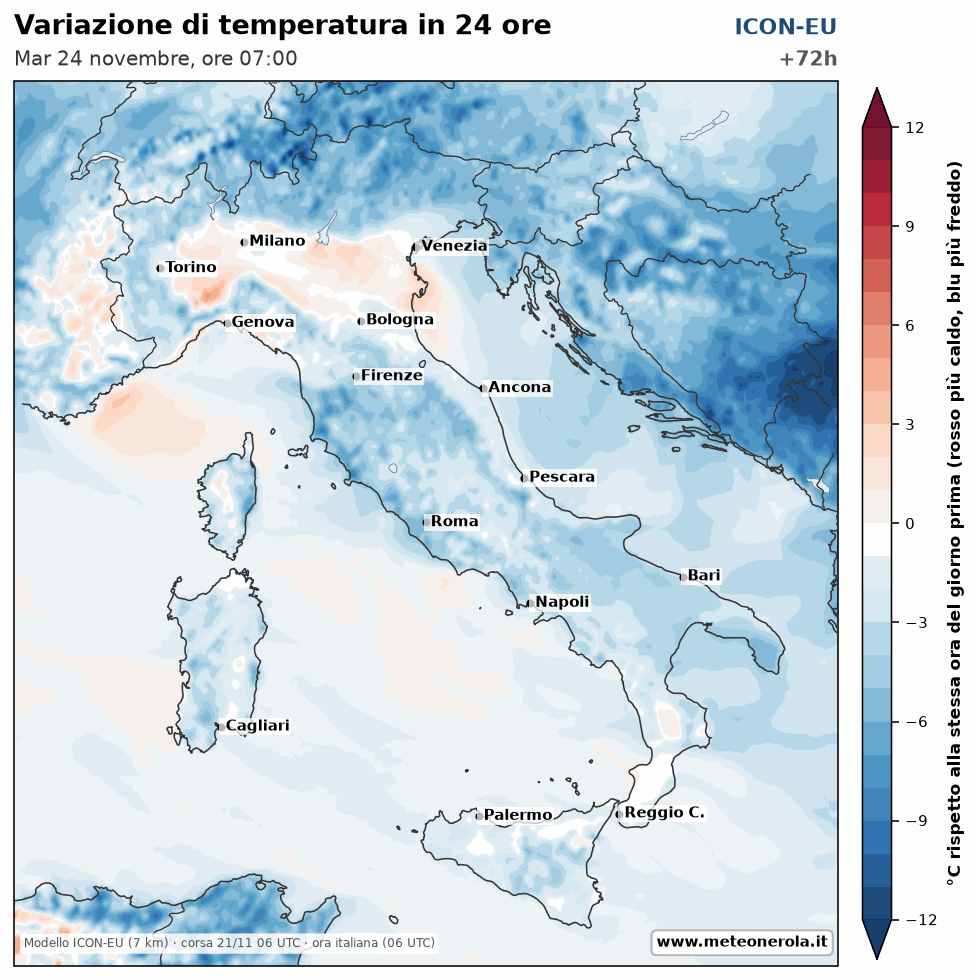 Variazione di temperatura in 24 ore
ICON-EU
Mar 24 novembre, ore 07:00
+72h
Milano
Venezia
Torino
Genova
Bologna
Firenze
Ancona
Pescara
Roma
Bari
Napoli
Cagliari
Palermo
Reggio C.
Modello ICON-EU (7 km) · corsa 21/11 06 UTC · ora italiana (06 UTC)
www.meteonerola.it
12
9
6
3
0
−3
−6
−9
−12
°C rispetto alla stessa ora del giorno prima (rosso più caldo, blu più freddo)